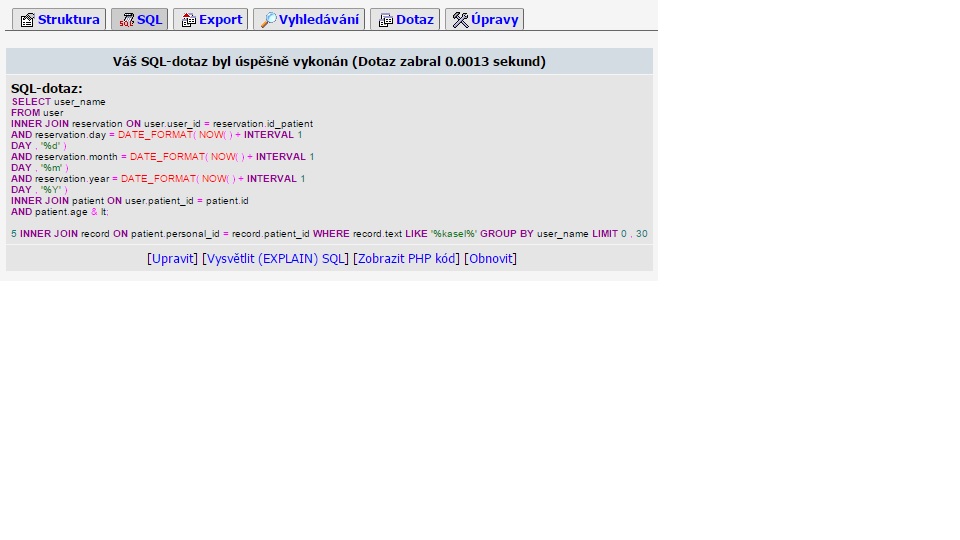 Struktura SQL Export Vyhledávání Dotaz Úpravy
Váš SQL-dotaz byl úspěšně vykonán (Dotaz zabral 0.0013 sekund)
SQL-dotaz:
SELECT user_name
FROM user
INNER JOIN reservation ON user.user_id = reservation.id_patient
AND reservation.day = DATE_FORMAT( NOW( ) + INTERVAL 1
DAY , '%d' )
AND reservation.month = DATE_FORMAT( NOW( ) + INTERVAL 1
DAY , '%m' )
AND reservation.year = DATE_FORMAT( NOW( ) + INTERVAL 1
DAY , '%Y' )
INNER JOIN patient ON user.patient_id = patient.id
AND patient.age & lt;
5 INNER JOIN record ON patient.personal_id = record.patient_id WHERE record.text LIKE '%kasel%' GROUP BY user_name LIMIT 0 , 30
[Upravit] [Vysvětlit (EXPLAIN) SQL] [Zobrazit PHP kód] [Obnovit]